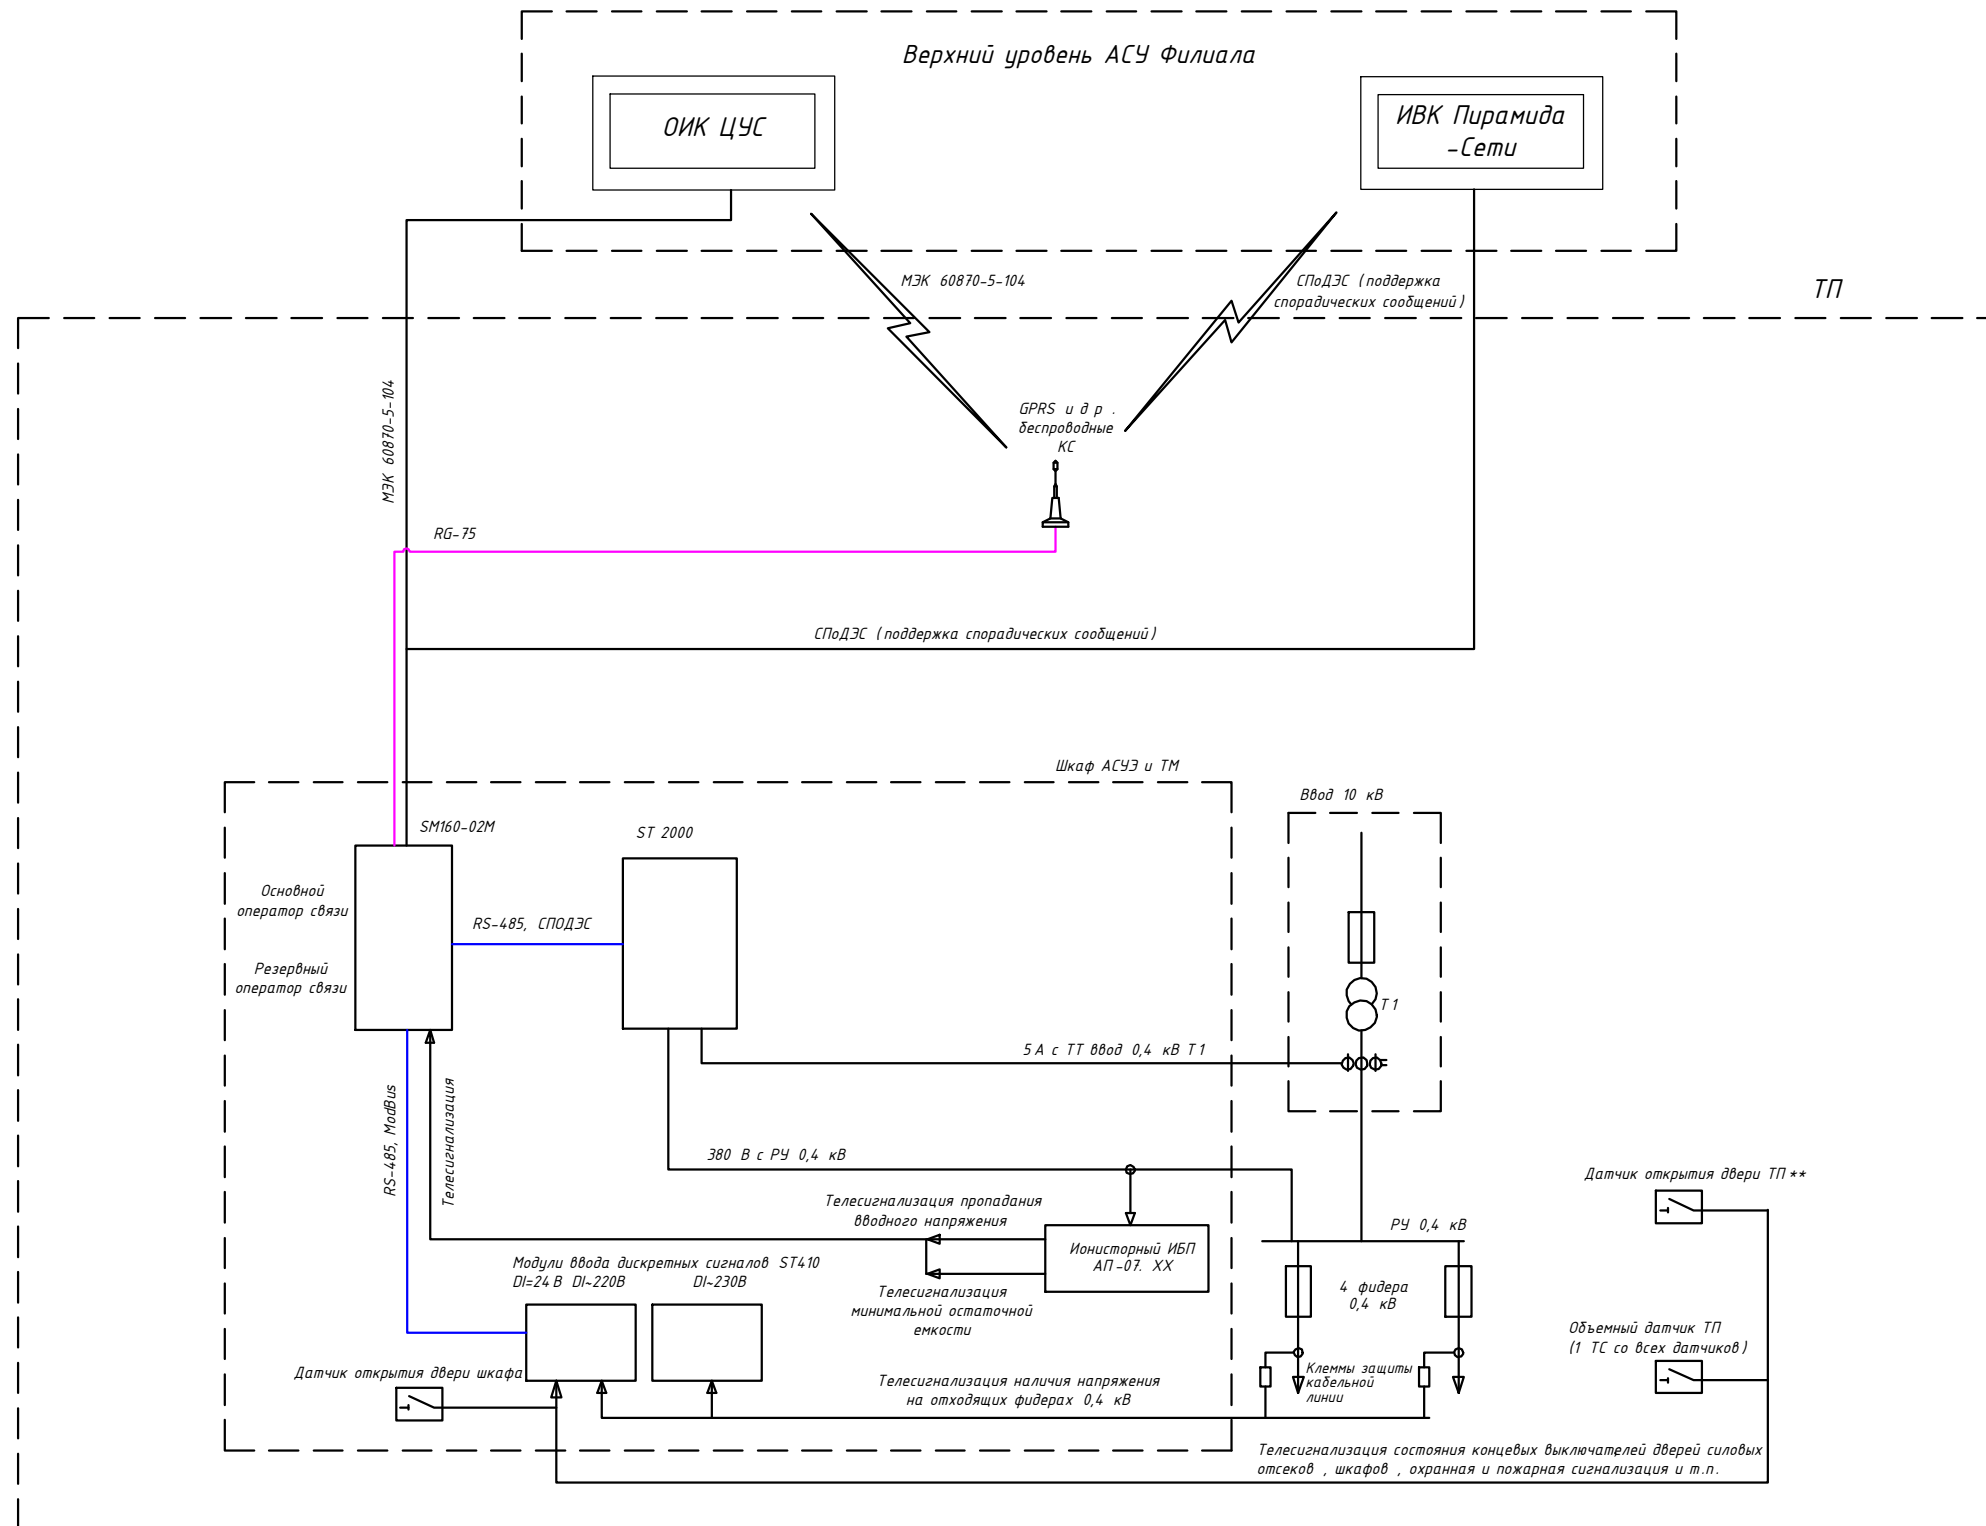 Верхний уровень АСУ Филиала
ОИК ЦУС
ИВК Пирамида
-Сети
МЭК 60870-5-104
СПоДЭС (поддержка
спорадических сообщений)
ТП
МЭК 60870-5-104
GPRS и др.
беспроводные
КС
RG-75
СПоДЭС (поддержка спорадических сообщений)
Шкаф АСУЭ и ТМ
Ввод 10 кВ
SM160-02M
ST 2000
Основной
оператор связи
RS-485, СПОДЭС
Резервный
оператор связи
Т1
5 А с ТТ ввод 0,4 кВ Т1
RS-485, ModBus
Телесигнализация
380 В с РУ 0,4 кВ
Датчик открытия двери ТП**
Телесигнализация пропадания
вводного напряжения
РУ 0,4 кВ
Ионисторный ИБП
АП-07. ХХ
Модули ввода дискретных сигналов ST410
DI=24 В DI~220В
DI~230В
Телесигнализация
минимальной остаточной
емкости
4 фидера
0,4 кВ
Объемный датчик ТП
(1 ТС со всех датчиков)
Датчик открытия двери шкафа
Телесигнализация наличия напряжения
на отходящих фидерах 0,4 кВ
Клеммы защиты
кабельной
линии
Телесигнализация состояния концевых выключателей дверей силовых
отсеков , шкафов , охранная и пожарная сигнализация и т.п.